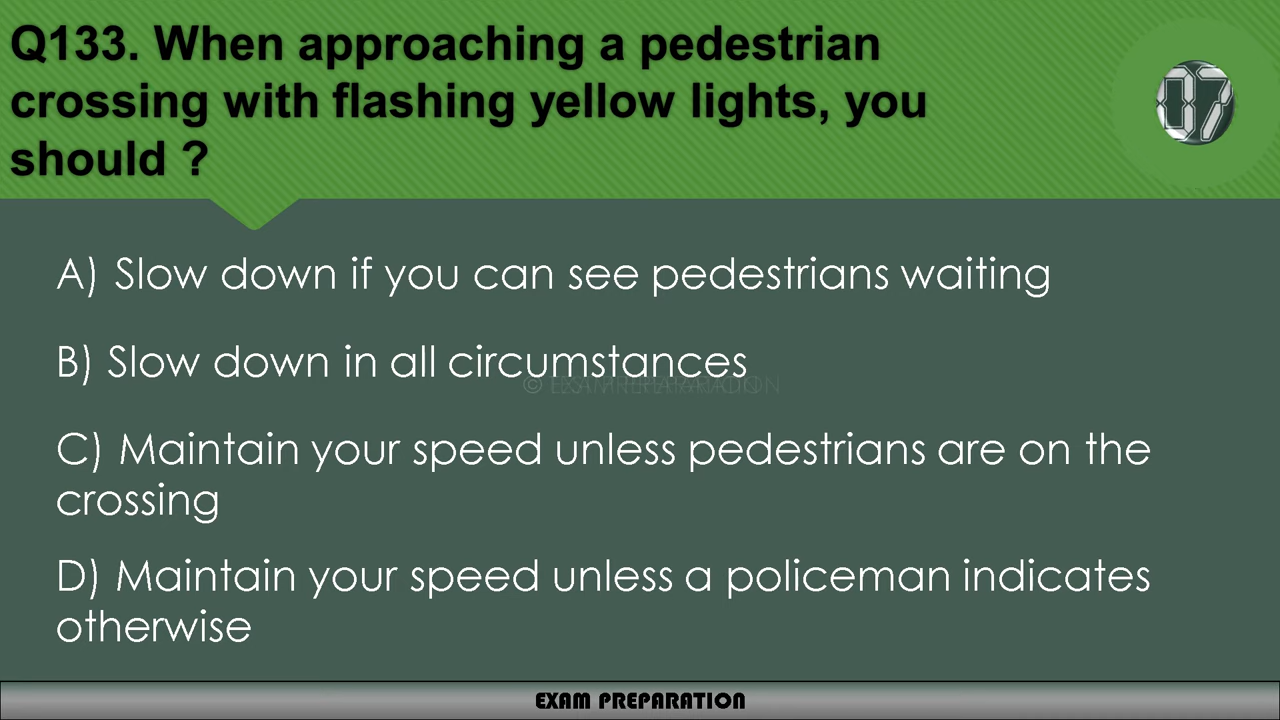 Q133. When approaching a pedestrian
crossing with flashing yellow lights, you
should ?
07
A) Slow down if you can see pedestrians waiting
B) Slow down in all circumstances
© EXAM PREPARATION
C) Maintain your speed unless pedestrians are on the
crossing
D) Maintain your speed unless a policeman indicates
otherwise
EXAM PREPARATION